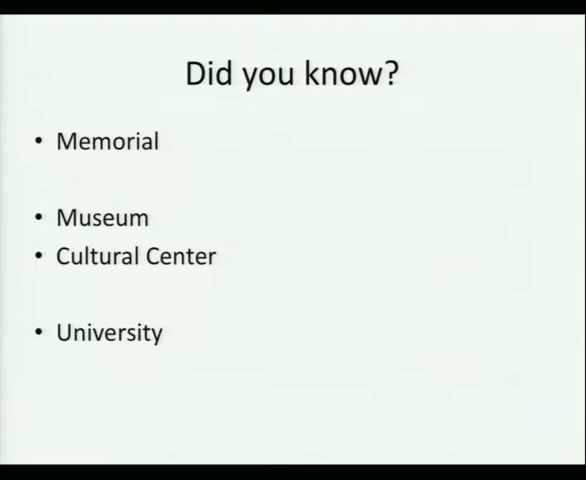 Did you know?
• Memorial
• Museum
• Cultural Center
• University